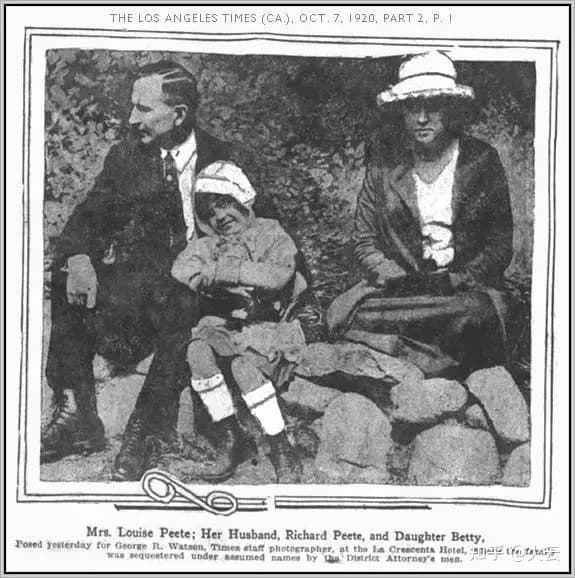 THE LOS ANGELES TIMES (CA.), OCT. 7, 1920, PART 2, P. 1
Mrs. Louise Peete; Her Husband, Richard Peete, and Daughter Betty,
Posed yesterday for George R. Watson, Times staff photographer, at the La Crescenta Hotel,
was sequestered under assumed names by the District Attorney's men.
知乎